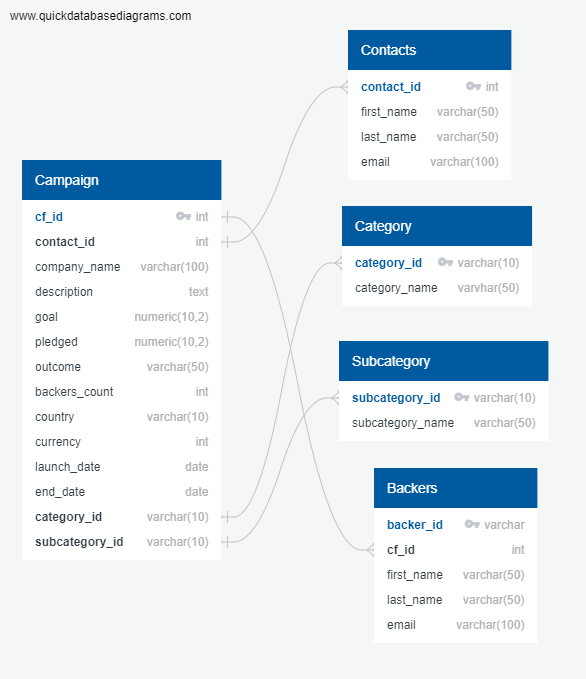 www.quickdatabasediagrams.com
Contacts
contact_id int
first_name varchar(50)
last_name varchar(50)
email varchar(100)
Campaign
cf_id int
contact_id int
company_name varchar(100)
description text
goal numeric(10,2)
pledged numeric(10,2)
outcome varchar(50)
backers_count int
country varchar(10)
currency int
launch_date date
end_date date
category_id varchar(10)
subcategory_id varchar(10)
Category
category_id varchar(10)
category_name varvhar(50)
Subcategory
subcategory_id varchar(10)
subcategory_name varchar(50)
Backers
backer_id varchar
cf_id int
first_name varchar(50)
last_name varchar(50)
email varchar(100)